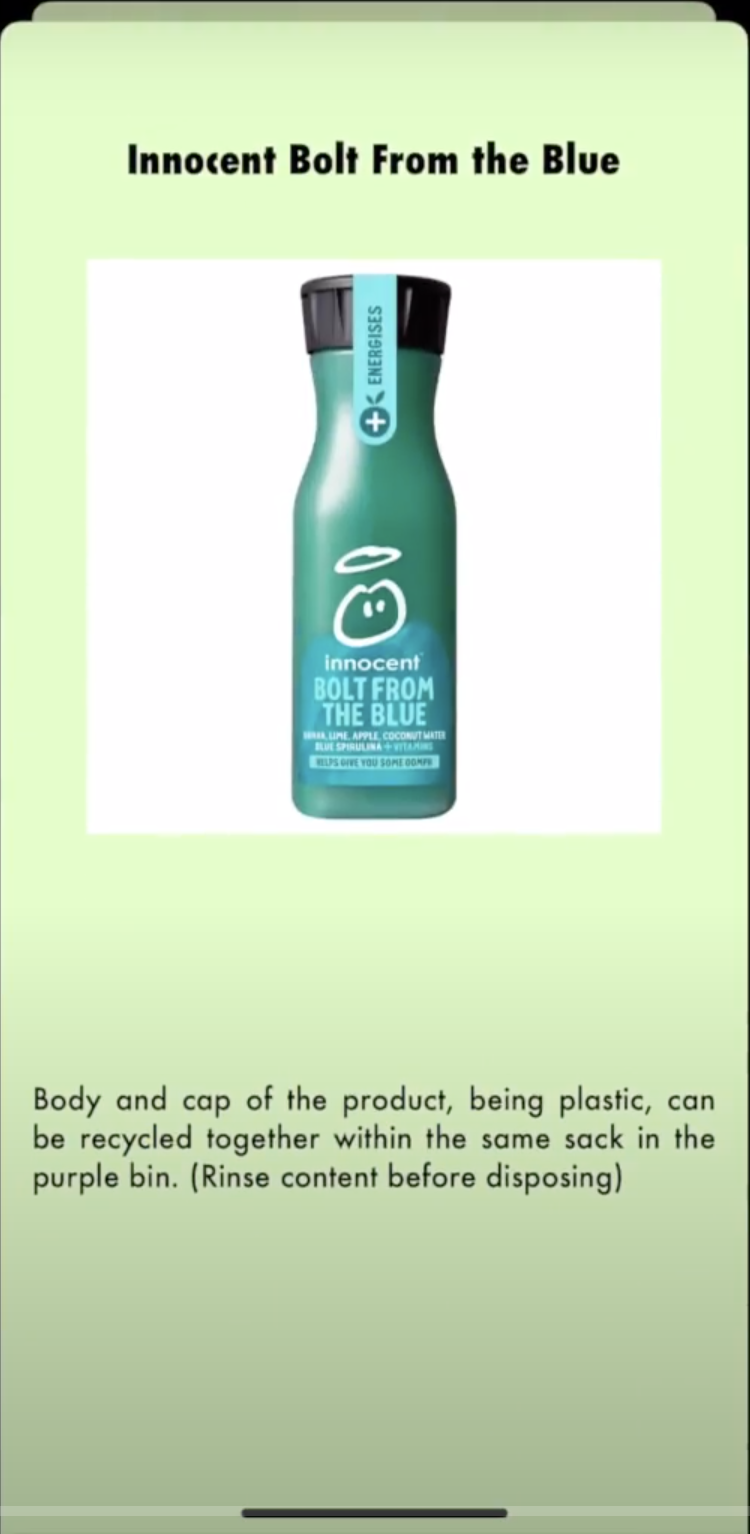 Innocent Bolt From the Blue
ENERGISES
innocent
BOLT FROM
THE BLUE
LIME, APPLE, COCONUT WATER
BLUE SPIRULINA + VITAMINS
HELPS GIVE YOU SOME OOMPH
Body and cap of the product, being plastic, can
be recycled together within the same sack in the
purple bin. (Rinse content before disposing)